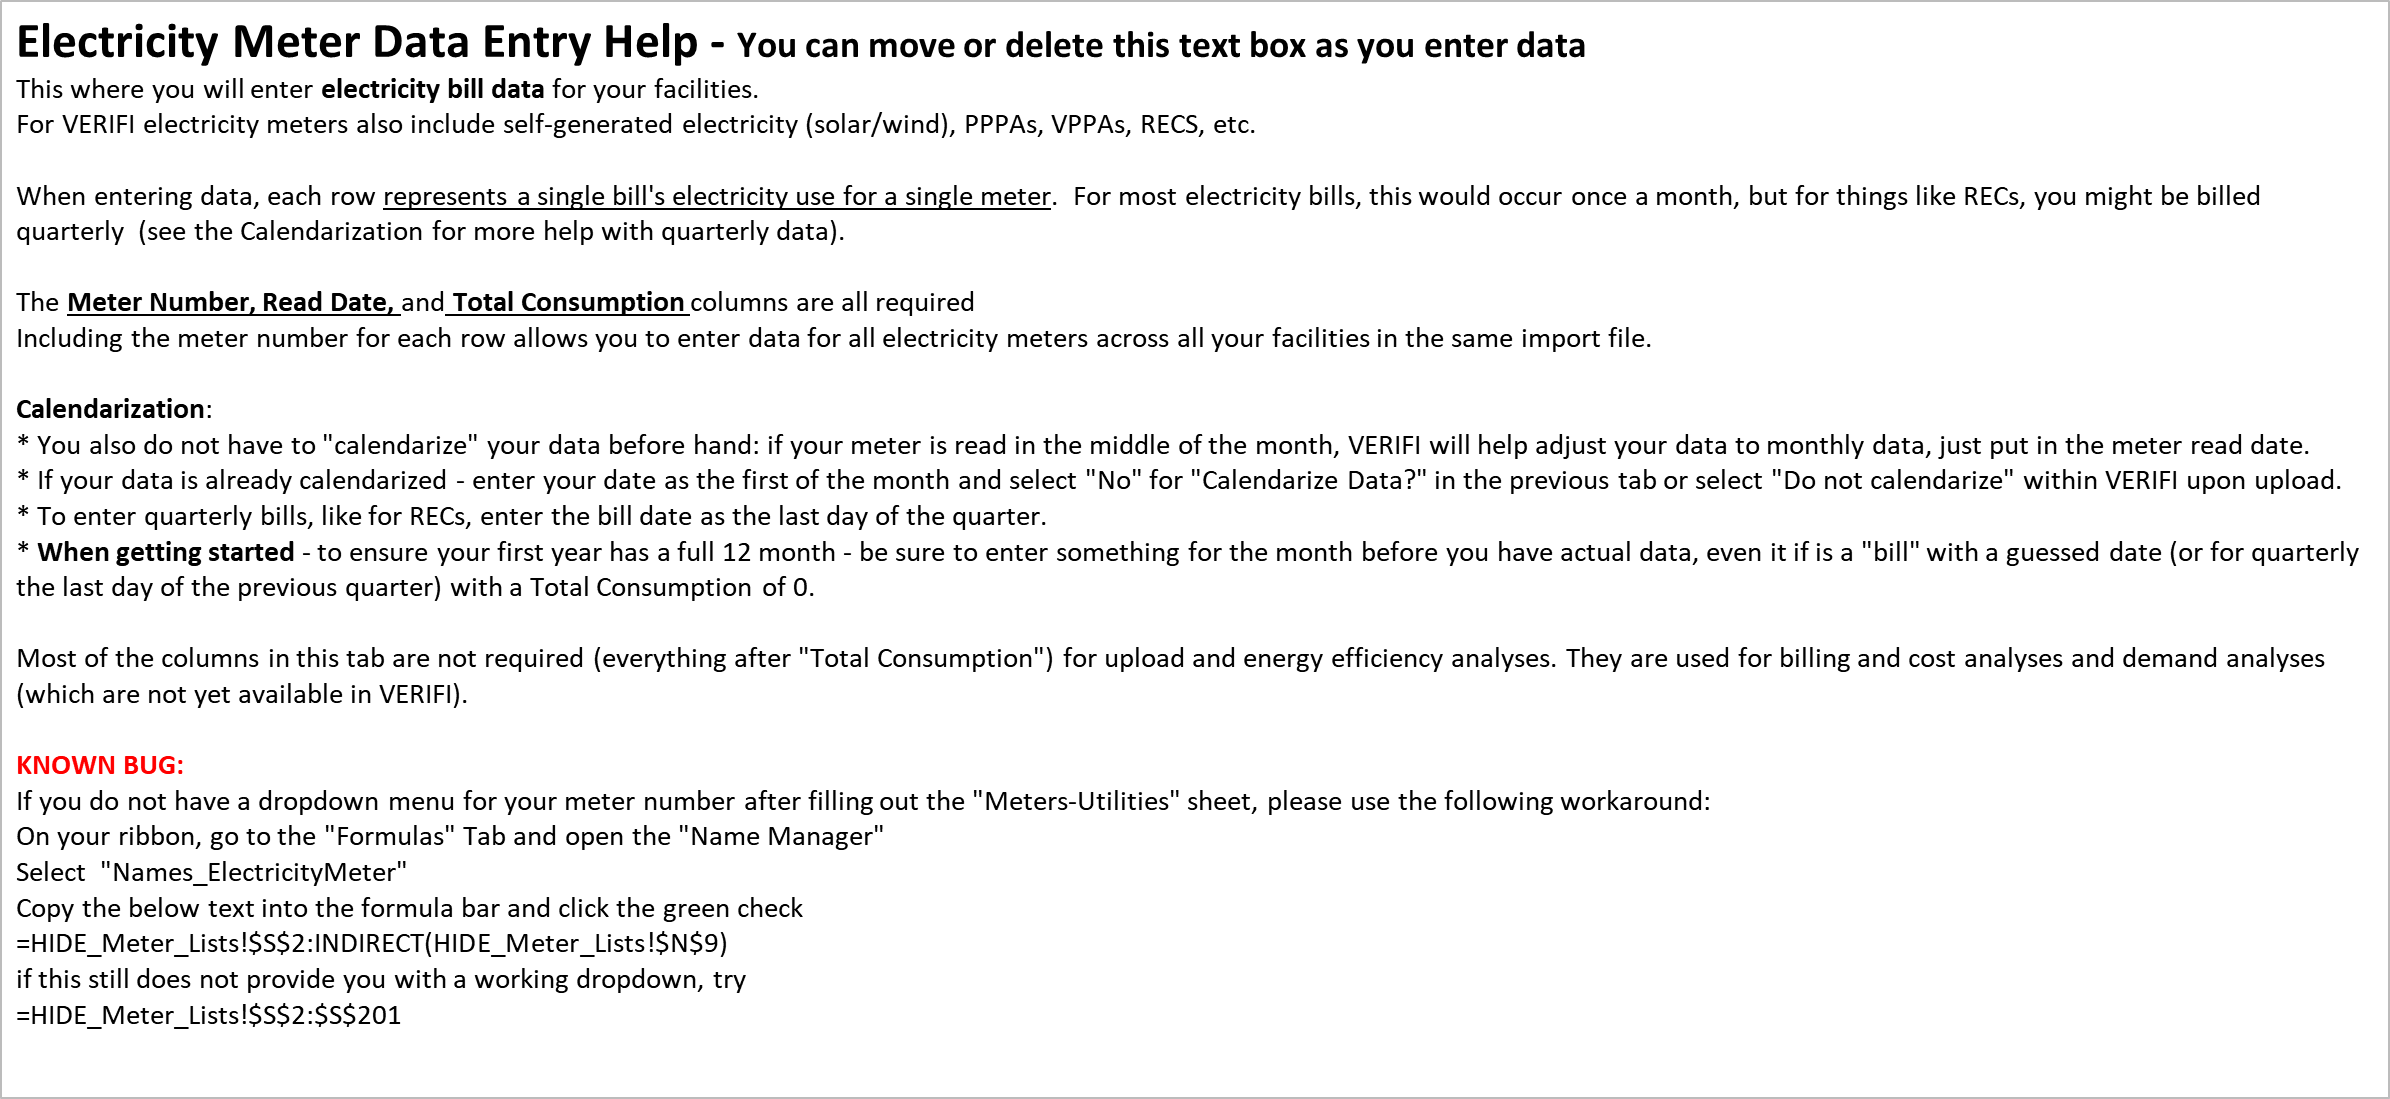 Electricity Meter Data Entry Help - You can move or delete this text box as you enter data
This where you will enter electricity bill data for your facilities.
For VERIFI electricity meters also include self-generated electricity (solar/wind), PPPAs, VPPAs, RECS, etc.
When entering data, each row represents a single bill's electricity use for a single meter.  For most electricity bills, this would occur once a month, but for things like RECs, you might be billed
quarterly  (see the Calendarization for more help with quarterly data).
The Meter Number, Read Date, and Total Consumption columns are all required
Including the meter number for each row allows you to enter data for all electricity meters across all your facilities in the same import file.
Calendarization:
* You also do not have to "calendarize" your data before hand: if your meter is read in the middle of the month, VERIFI will help adjust your data to monthly data, just put in the meter read date.
* If your data is already calendarized - enter your date as the first of the month and select "No" for "Calendarize Data?" in the previous tab or select "Do not calendarize" within VERIFI upon upload.
* To enter quarterly bills, like for RECs, enter the bill date as the last day of the quarter.
* When getting started - to ensure your first year has a full 12 month - be sure to enter something for the month before you have actual data, even it if is a "bill" with a guessed date (or for quarterly
the last day of the previous quarter) with a Total Consumption of 0.
Most of the columns in this tab are not required (everything after "Total Consumption") for upload and energy efficiency analyses. They are used for billing and cost analyses and demand analyses
(which are not yet available in VERIFI).
KNOWN BUG:
If you do not have a dropdown menu for your meter number after filling out the "Meters-Utilities" sheet, please use the following workaround:
On your ribbon, go to the "Formulas" Tab and open the "Name Manager"
Select  "Names_ElectricityMeter"
Copy the below text into the formula bar and click the green check
=HIDE_Meter_Lists!$S$2:INDIRECT(HIDE_Meter_Lists!$N$9)
if this still does not provide you with a working dropdown, try
=HIDE_Meter_Lists!$S$2:$S$201